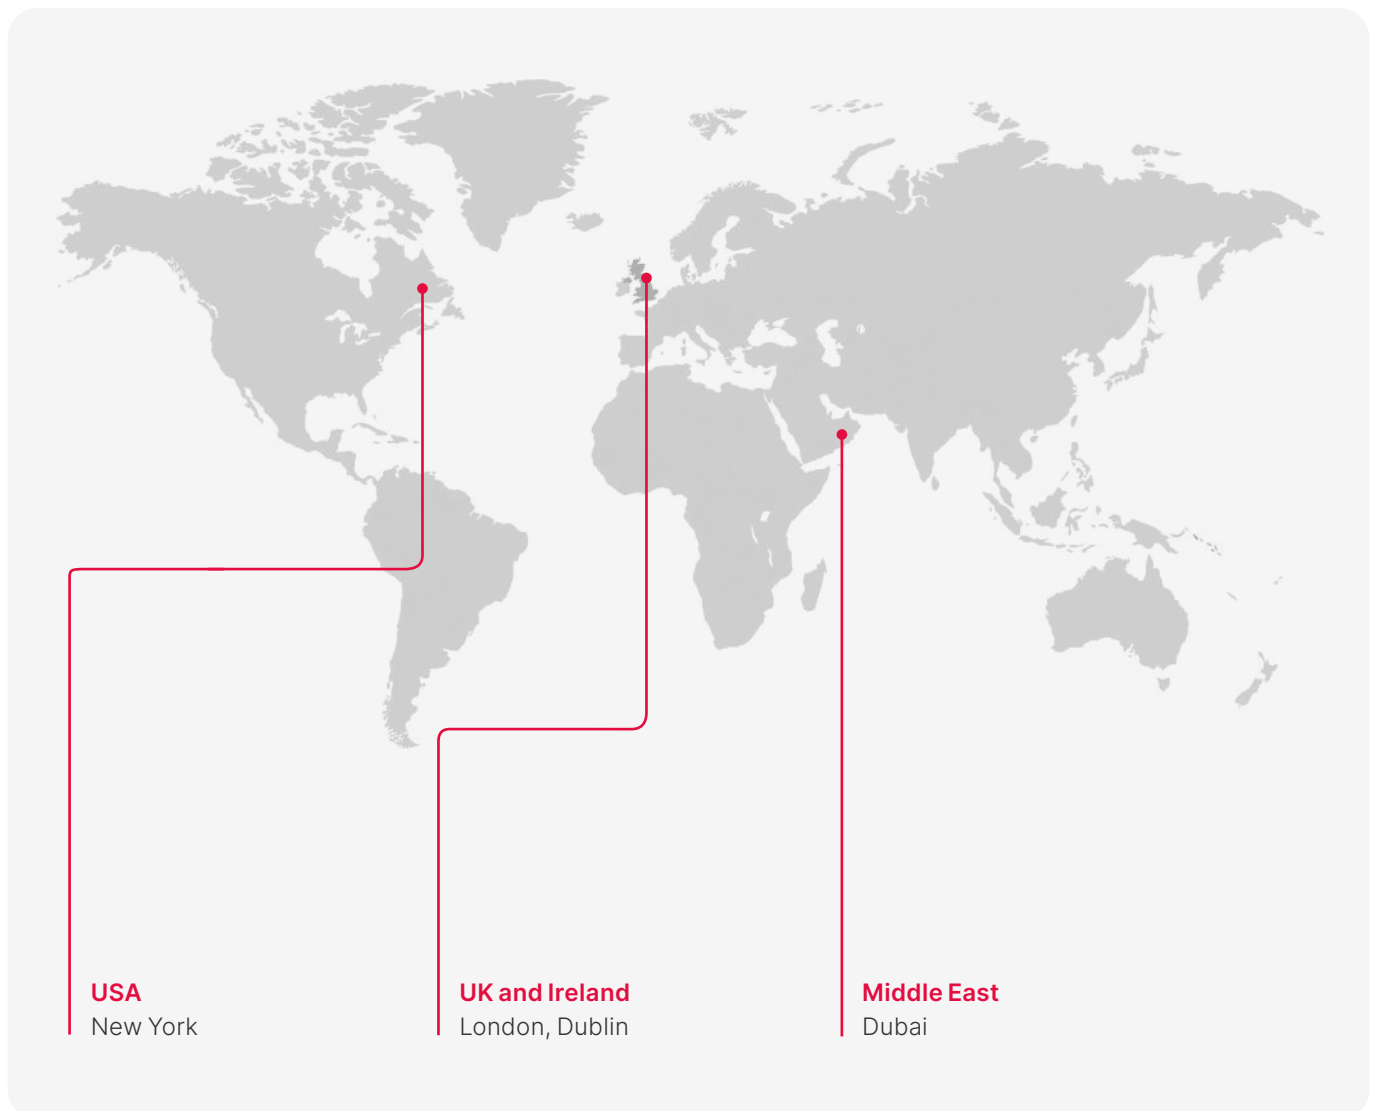 USA
New York
UK and Ireland
London, Dublin
Middle East
Dubai